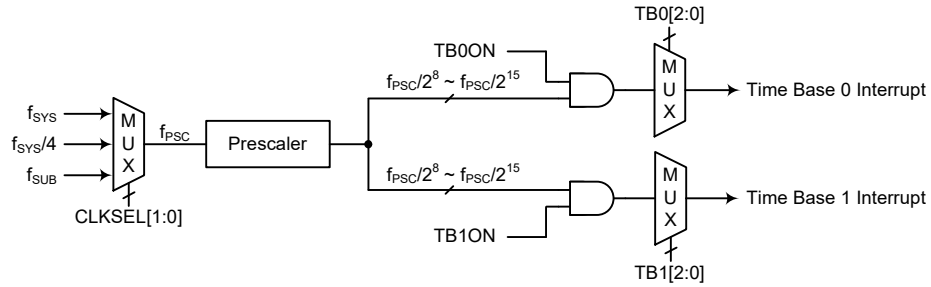 TB0[2:0]
TB0ON
M
U
X
Time Base 0 Interrupt
fPSC/2^8 ~ fPSC/2^15
fSYS
fSYS/4
fSUB
M
U
X
fPSC
Prescaler
CLKSEL[1:0]
fPSC/2^8 ~ fPSC/2^15
M
U
X
Time Base 1 Interrupt
TB1ON
TB1[2:0]